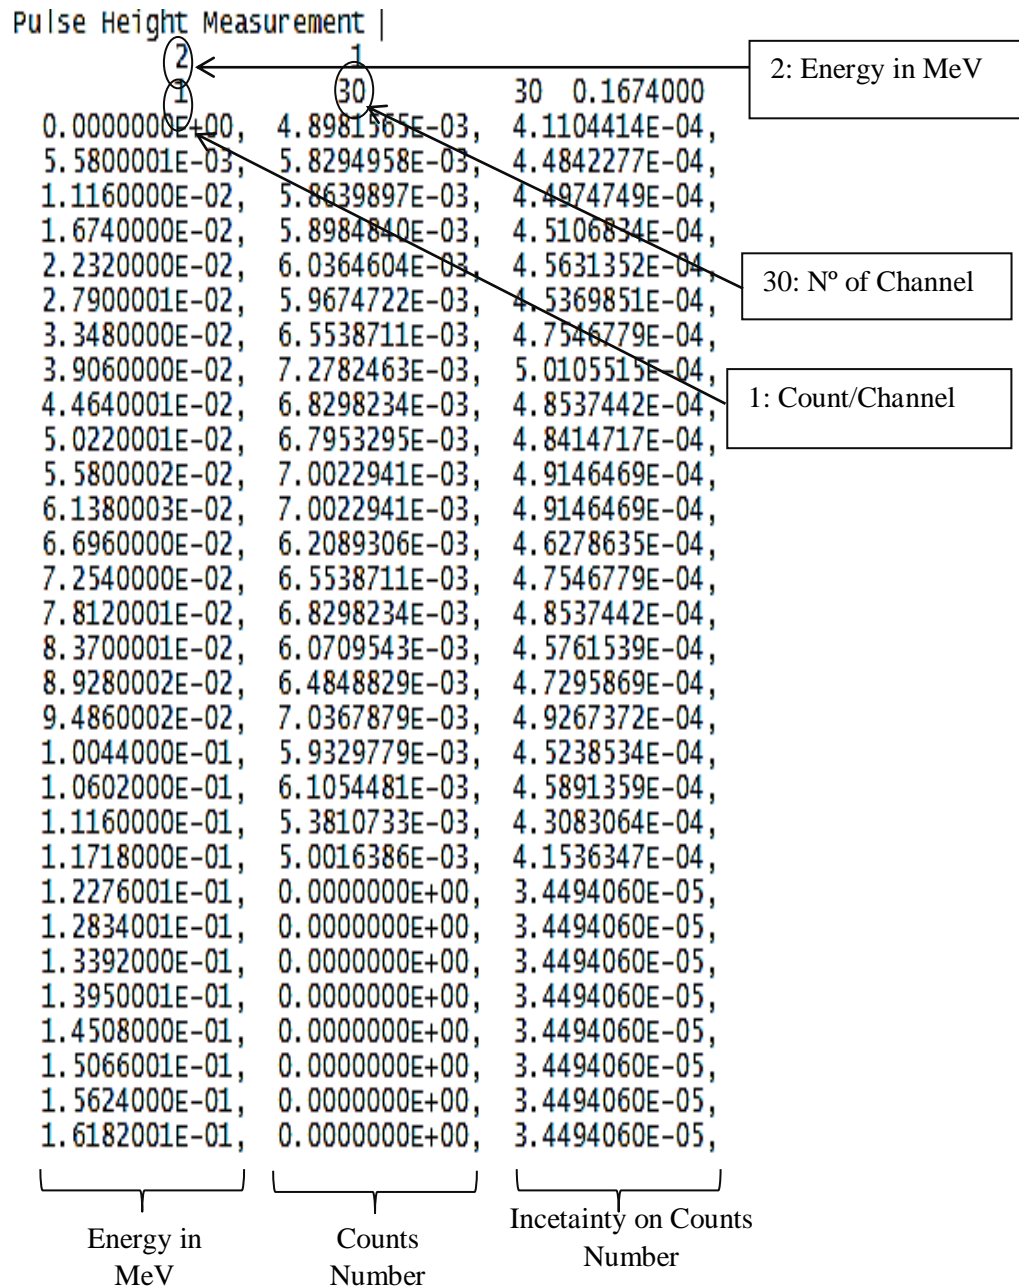 Pulse Height Measurement |
2 1
2: Energy in MeV
1 30 30 0.1674000
0.0000000E+00, 4.8981565E-03, 4.1104414E-04,
5.5800001E-03, 5.8294958E-03, 4.4842277E-04,
1.1160000E-02, 5.8639897E-03, 4.4974749E-04,
1.6740000E-02, 5.8984840E-03, 4.5106834E-04,
2.2320000E-02, 6.0364604E-03, 4.5631352E-04,
2.7900001E-02, 5.9674722E-03, 4.5369851E-04,
30: Nº of Channel
3.3480000E-02, 6.5538711E-03, 4.7546779E-04,
3.9060000E-02, 7.2782463E-03, 5.0105515E-04,
4.4640001E-02, 6.8298234E-03, 4.8537442E-04,
1: Count/Channel
5.0220001E-02, 6.7953295E-03, 4.8414717E-04,
5.5800002E-02, 7.0022941E-03, 4.9146469E-04,
6.1380003E-02, 7.0022941E-03, 4.9146469E-04,
6.6960000E-02, 6.2089306E-03, 4.6278635E-04,
7.2540000E-02, 6.5538711E-03, 4.7546779E-04,
7.8120001E-02, 6.8298234E-03, 4.8537442E-04,
8.3700001E-02, 6.0709543E-03, 4.5761539E-04,
8.9280002E-02, 6.4848829E-03, 4.7295869E-04,
9.4860002E-02, 7.0367879E-03, 4.9267372E-04,
1.0044000E-01, 5.9329779E-03, 4.5238534E-04,
1.0602000E-01, 6.1054481E-03, 4.5891359E-04,
1.1160000E-01, 5.3810733E-03, 4.3083064E-04,
1.1718000E-01, 5.0016386E-03, 4.1536347E-04,
1.2276001E-01, 0.0000000E+00, 3.4494060E-05,
1.2834001E-01, 0.0000000E+00, 3.4494060E-05,
1.3392000E-01, 0.0000000E+00, 3.4494060E-05,
1.3950001E-01, 0.0000000E+00, 3.4494060E-05,
1.4508000E-01, 0.0000000E+00, 3.4494060E-05,
1.5066001E-01, 0.0000000E+00, 3.4494060E-05,
1.5624000E-01, 0.0000000E+00, 3.4494060E-05,
1.6182001E-01, 0.0000000E+00, 3.4494060E-05,
Energy in
MeV
Counts
Number
Incetainty on Counts
Number